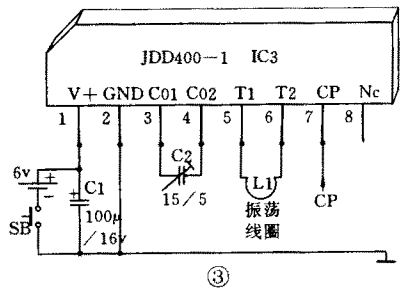 JDD400-1 IC3
V+ GND C01 C02 T1 T2 CP Nc
1 2 3 4 5 6 7 8
6v
+
-
+
C1
100μ
/16v
SB
C2
15/5
L1
振荡
线圈
CP
③